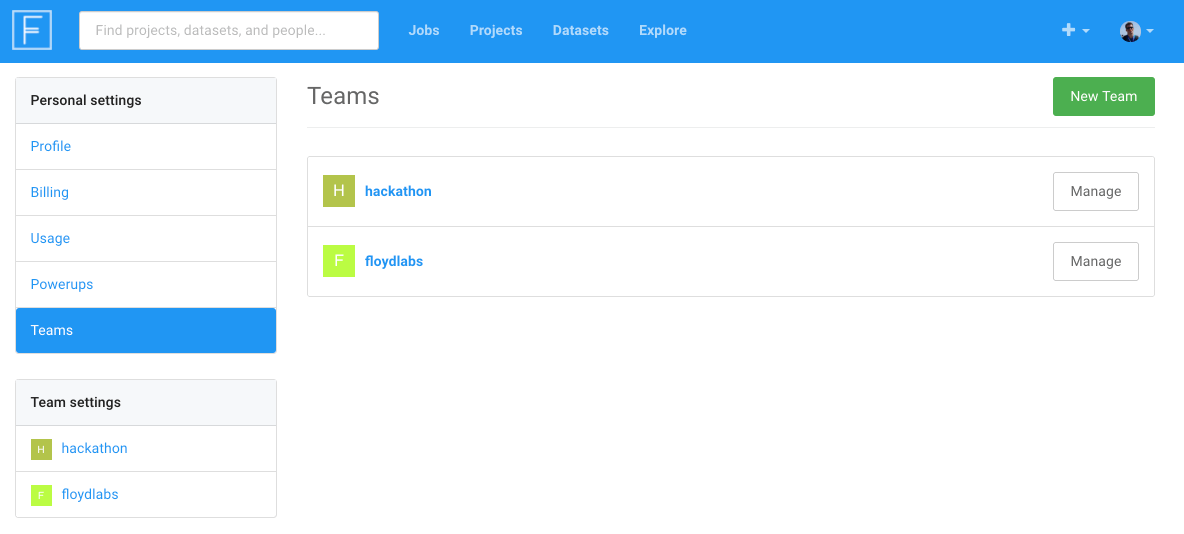 F
Find projects, datasets, and people...
Jobs
Projects
Datasets
Explore
Personal settings
Profile
Billing
Usage
Powerups
Teams
Team settings
H hackathon
F floydlabs
Teams
New Team
H hackathon
Manage
F floydlabs
Manage